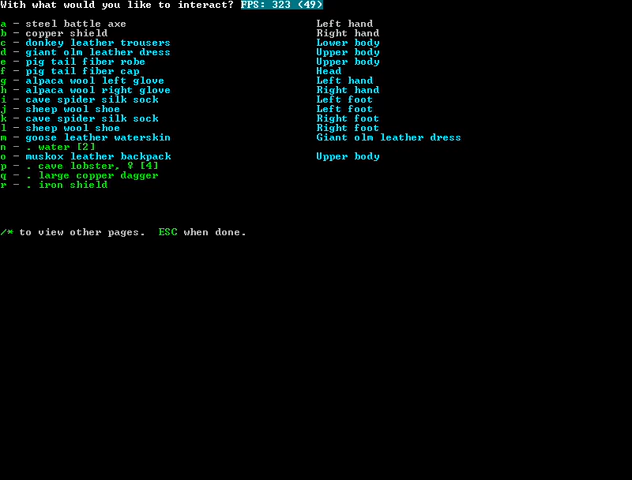 With what would you like to interact? FPS: 323 (49)
a - steel battle axe Left hand
b - copper shield Right hand
c - donkey leather trousers Lower body
d - giant olm leather dress Upper body
e - pig tail fiber robe Upper body
f - pig tail fiber cap Head
g - alpaca wool left glove Left hand
h - alpaca wool right glove Right hand
i - cave spider silk sock Left foot
j - sheep wool shoe Left foot
k - cave spider silk sock Right foot
l - sheep wool shoe Right foot
m - goose leather waterskin Giant olm leather dress
n - . water [2]
o - muskox leather backpack Upper body
p - . cave lobster, ♀ [4]
q - . large copper dagger
r - . iron shield
/* to view other pages. ESC when done.